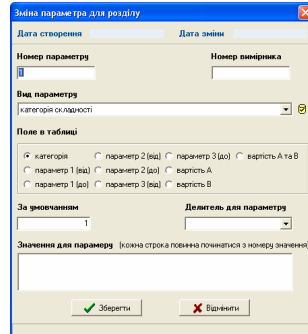 Зміна параметра для розділу
Дата створення Дата зміни
Номер параметру Номер вимірника
1
Вид параметру
категорія складності
Поле в таблиці
категорія параметр 2 (від) параметр 3 (до) вартість А та В
параметр 1 (від) параметр 2 (до) вартість А
параметр 1 (до) параметр 3 (від) вартість В
За умовчанням Делитель для параметру
1
Значення для парамеру (кожна строка повинна починатися з номеру значення)
Зберегти Відмінити